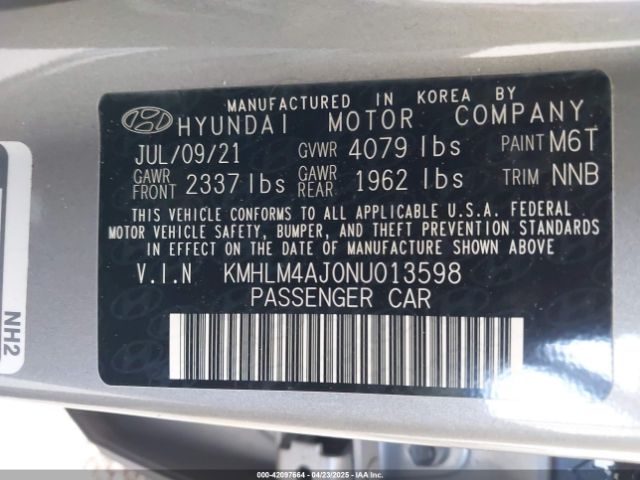 MANUFACTURED IN KOREA BY
HYUNDAI MOTOR COMPANY
JUL/09/21 GVWR 4079 lbs PAINT M6T
GAWR FRONT 2337 lbs GAWR REAR 1962 lbs TRIM NNB
THIS VEHICLE CONFORMS TO ALL APPLICABLE U.S.A. FEDERAL
MOTOR VEHICLE SAFETY, BUMPER, AND THEFT PREVENTION STANDARDS
IN EFFECT ON THE DATE OF MANUFACTURE SHOWN ABOVE
V.I.N KMHLM4AJ0NU013598
PASSENGER CAR
NH2
000-42097664 - 04/23/2025 - IAAI (US)